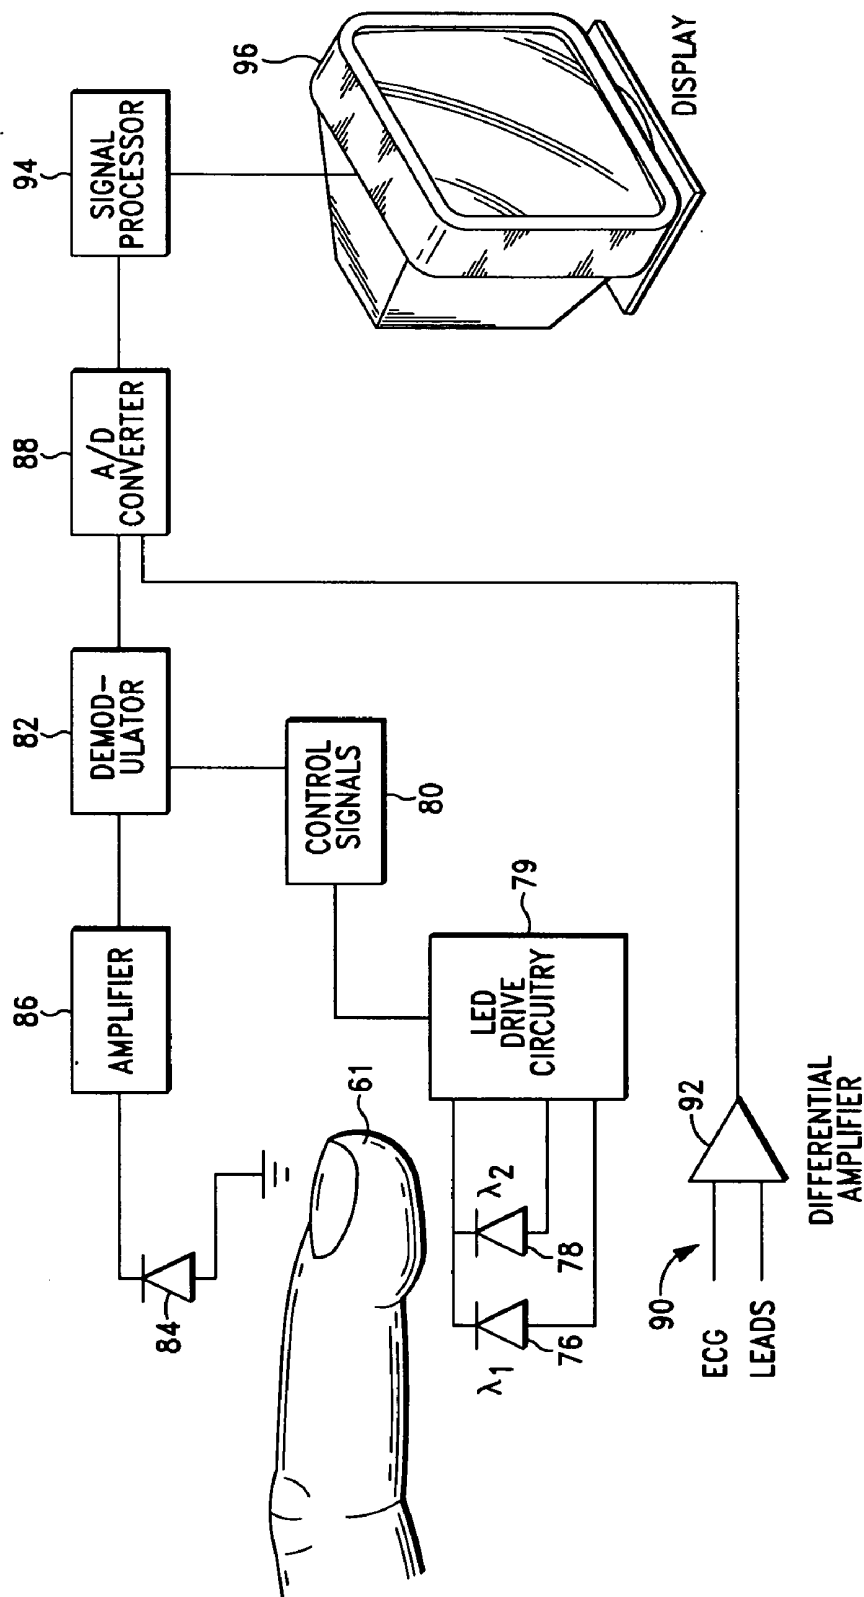 86
AMPLIFIER
82
DEMOD-
ULATOR
88
A/D
CONVERTER
94
SIGNAL
PROCESSOR
84
61
CONTROL
SIGNALS
80
96
DISPLAY
λ1
76
λ2
78
LED
DRIVE
CIRCUITRY
79
90
ECG
LEADS
92
DIFFERENTIAL
AMPLIFIER